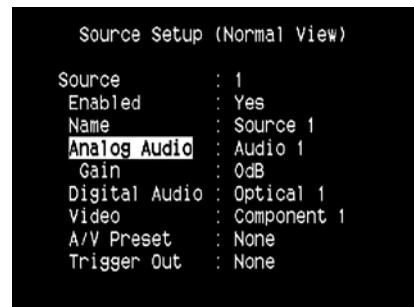 Source Setup (Normal View)
Source : 1
Enabled : Yes
Name : Source 1
Analog Audio : Audio 1
Gain : 0dB
Digital Audio : Optical 1
Video : Component 1
A/V Preset : None
Trigger Out : None